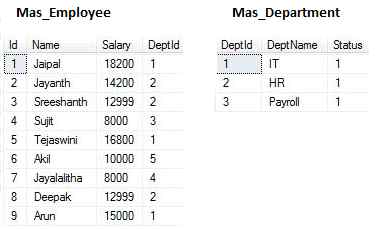 Mas_Employee Mas_Department
Id Name Salary DeptId DeptId DeptName Status
1 Jaipal 18200 1 1 IT 1
2 Jayanth 14200 2 2 HR 1
3 Sreeshanth 12999 2 3 Payroll 1
4 Sujit 8000 3
5 Tejaswini 16800 1
6 Akil 10000 5
7 Jayalalitha 8000 4
8 Deepak 12999 2
9 Arun 15000 1